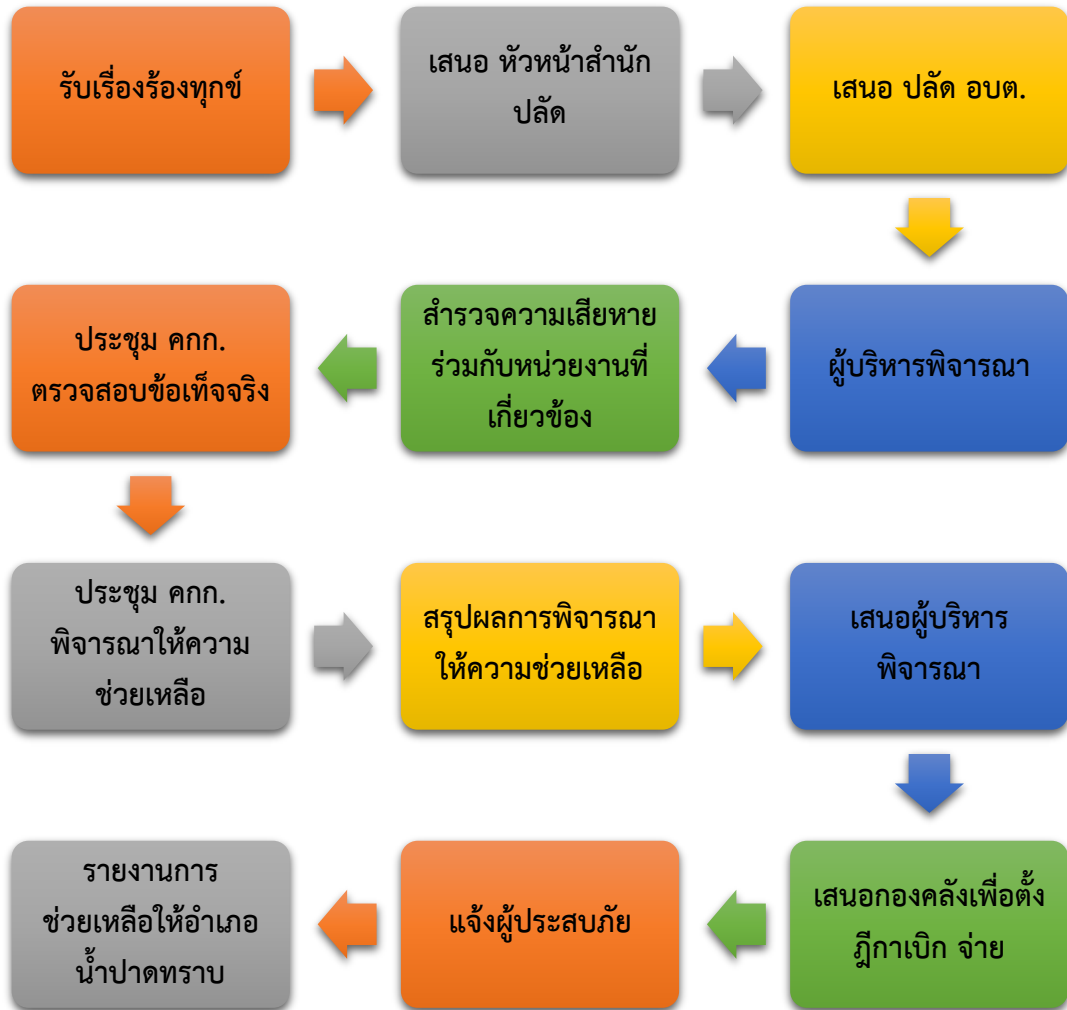 รับเรื่องร้องทุกข์
เสนอ หัวหน้าสำนัก
ปลัด
เสนอ ปลัด อบต.
ผู้บริหารพิจารณา
สำรวจความเสียหาย
ร่วมกับหน่วยงานที่
เกี่ยวข้อง
ประชุม คกก.
ตรวจสอบข้อเท็จจริง
ประชุม คกก.
พิจารณาให้ความ
ช่วยเหลือ
สรุปผลการพิจารณา
ให้ความช่วยเหลือ
เสนอผู้บริหาร
พิจารณา
เสนอกองคลังเพื่อตั้ง
ฎีกาเบิก จ่าย
แจ้งผู้ประสบภัย
รายงานการ
ช่วยเหลือให้อำเภอ
น้ำปาดทราบ